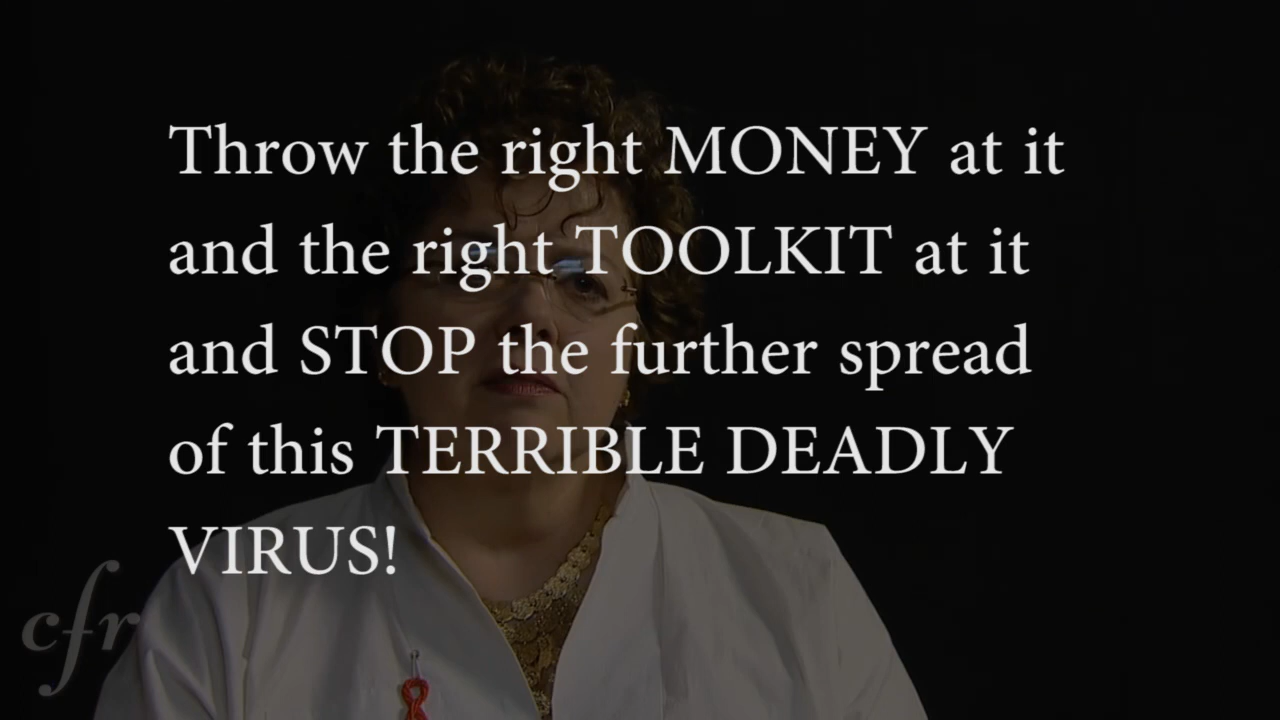 Throw the right MONEY at it
and the right TOOLKIT at it
and STOP the further spread
of this TERRIBLE DEADLY
VIRUS!
cfr